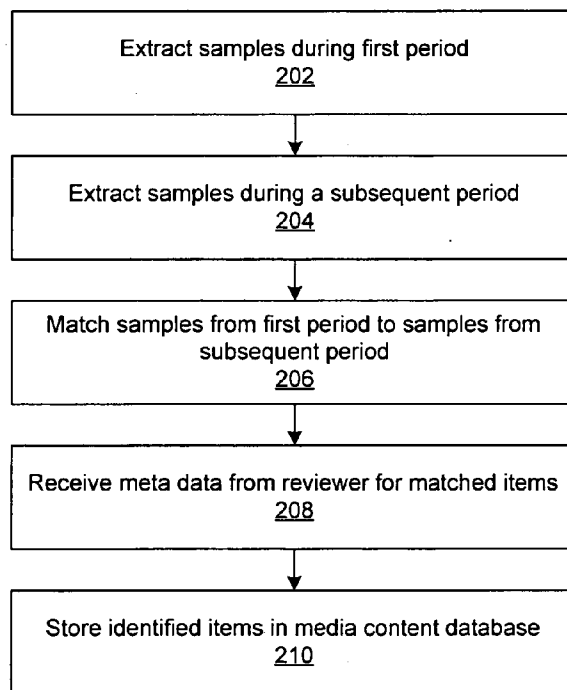 Extract samples during first period
202
Extract samples during a subsequent period
204
Match samples from first period to samples from
subsequent period
206
Receive meta data from reviewer for matched items
208
Store identified items in media content database
210